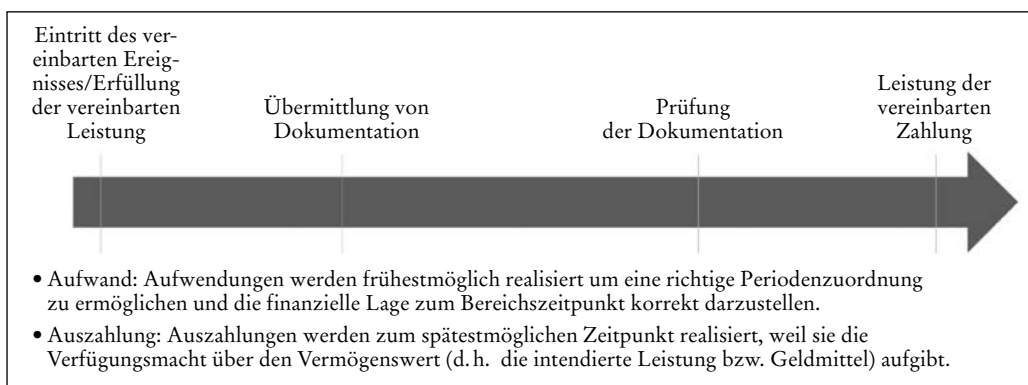 Eintritt des ver-
einbarten Ereig-
nisses/Erfüllung
der vereinbarten
Leistung
Übermittlung von
Dokumentation
Prüfung
der Dokumentation
Leistung der
vereinbarten
Zahlung
• Aufwand: Aufwendungen werden frühestmöglich realisiert um eine richtige Periodenzuordnung
zu ermöglichen und die finanzielle Lage zum Bereichszeitpunkt korrekt darzustellen.
• Auszahlung: Auszahlungen werden zum spätestmöglichen Zeitpunkt realisiert, weil sie die
Verfügungsmacht über den Vermögenswert (d. h. die intendierte Leistung bzw. Geldmittel) aufgibt.